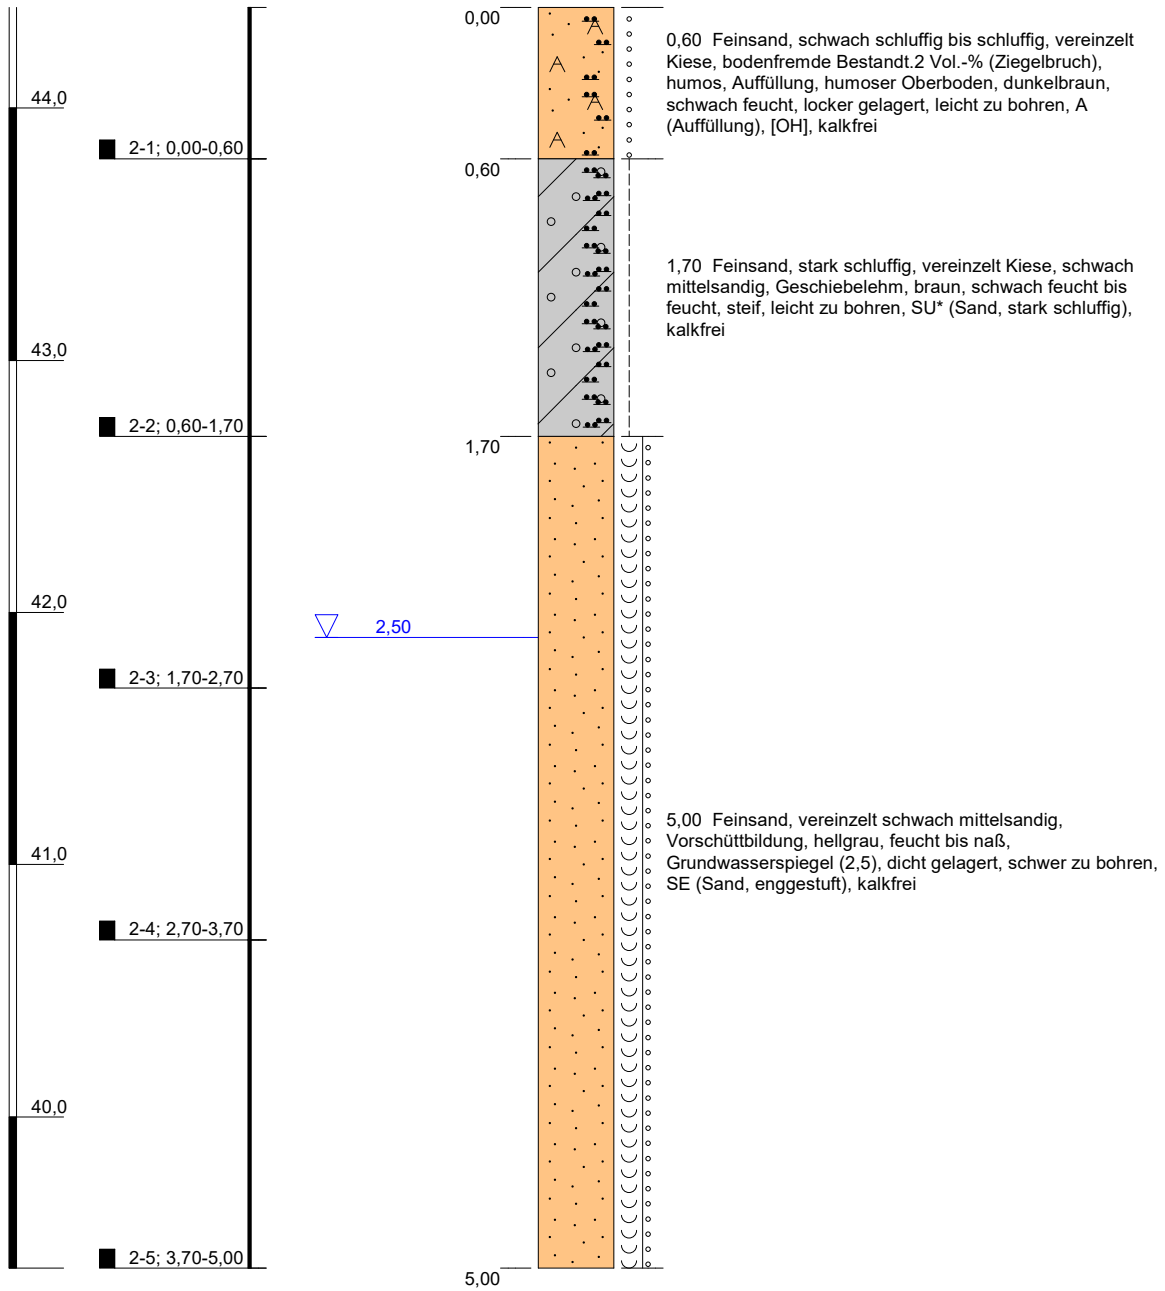 0,00
0,60 Feinsand, schwach schluffig bis schluffig, vereinzelt
Kiese, bodenfremde Bestandt.2 Vol.-% (Ziegelbruch),
humos, Auffüllung, humoser Oberboden, dunkelbraun,
schwach feucht, locker gelagert, leicht zu bohren, A
(Auffüllung), [OH], kalkfrei
A
A
A
A
44,0
2-1; 0,00-0,60
0,60
1,70 Feinsand, stark schluffig, vereinzelt Kiese, schwach
mittelsandig, Geschiebelehm, braun, schwach feucht bis
feucht, steif, leicht zu bohren, SU* (Sand, stark schluffig),
kalkfrei
43,0
2-2; 0,60-1,70
1,70
42,0
2,50
2-3; 1,70-2,70
5,00 Feinsand, vereinzelt schwach mittelsandig,
Vorschüttbildung, hellgrau, feucht bis naß,
Grundwasserspiegel (2,5), dicht gelagert, schwer zu bohren,
SE (Sand, enggestuft), kalkfrei
41,0
2-4; 2,70-3,70
40,0
2-5; 3,70-5,00
5,00